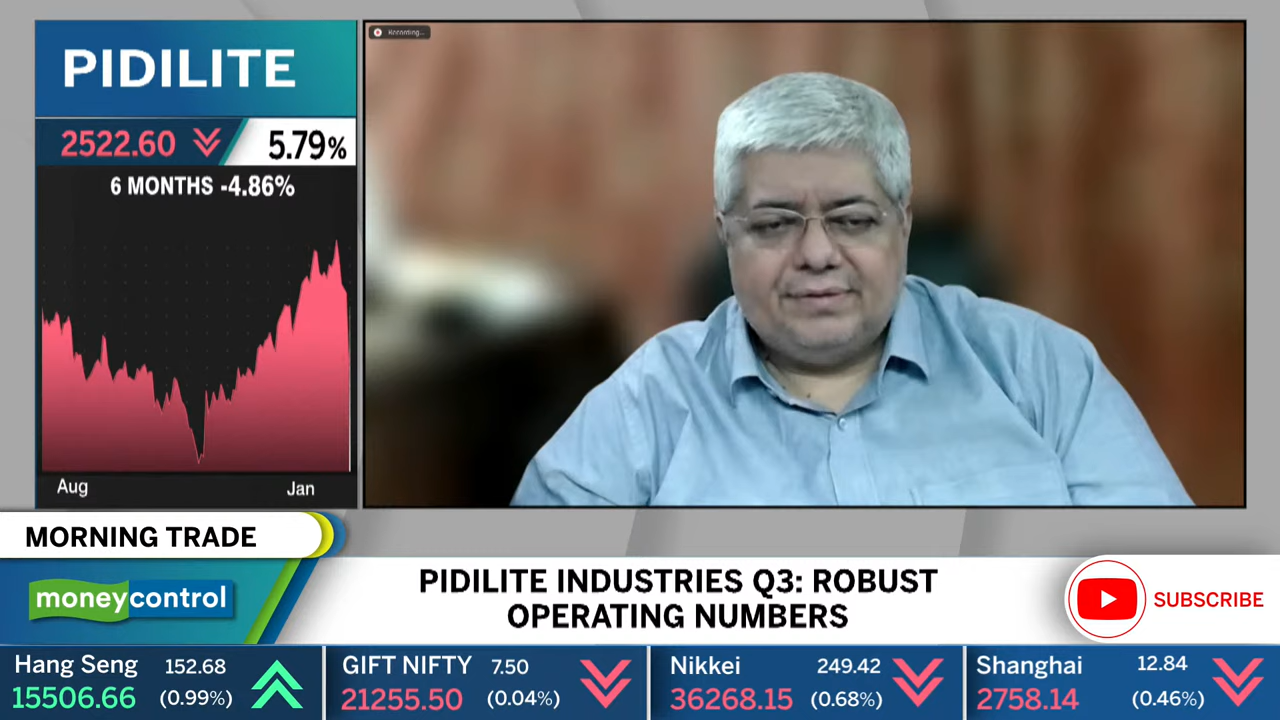 PIDILITE
2522.60 5.79%
6 MONTHS -4.86%
Aug Jan
Recording...
MORNING TRADE
moneycontrol
PIDILITE INDUSTRIES Q3: ROBUST
OPERATING NUMBERS
SUBSCRIBE
Hang Seng 152.68
15506.66 (0.99%)
GIFT NIFTY 7.50
21255.50 (0.04%)
Nikkei 249.42
36268.15 (0.68%)
Shanghai 12.84
2758.14 (0.46%)